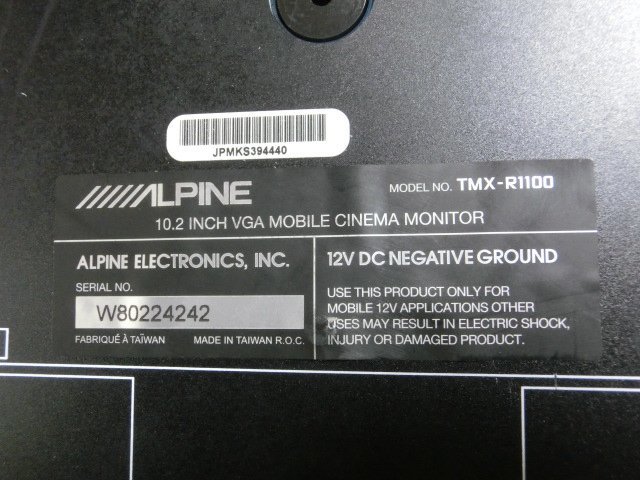 JPMKS394440
ALPINE
MODEL NO. TMX-R1100
10.2 INCH VGA MOBILE CINEMA MONITOR
ALPINE ELECTRONICS, INC.
SERIAL NO.
W80224242
FABRIQUÉ À TAÏWAN MADE IN TAIWAN R.O.C.
12V DC NEGATIVE GROUND
USE THIS PRODUCT ONLY FOR
MOBILE 12V APPLICATIONS OTHER
USES MAY RESULT IN ELECTRIC SHOCK,
INJURY OR DAMAGED PRODUCT.